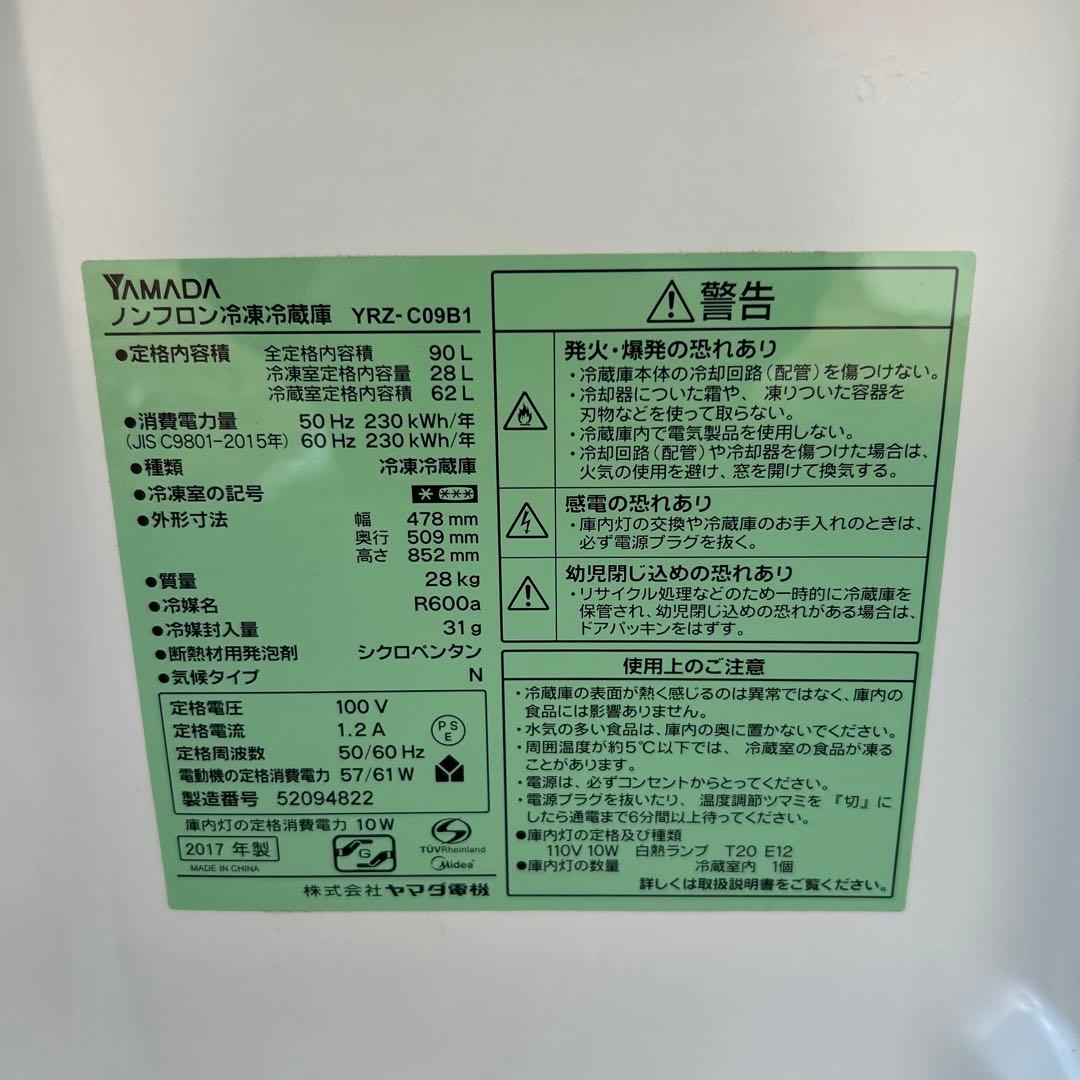 YAMADA
ノンフロン冷凍冷蔵庫 YRZ-C09B1
●定格内容積 全定格内容積 90 L
冷凍室定格内容量 28 L
冷蔵室定格内容積 62 L
●消費電力量 50 Hz 230 kWh/年
(JIS C9801-2015年) 60 Hz 230 kWh/年
●種類 冷凍冷蔵庫
●冷凍室の記号
●外形寸法 幅 478 mm
奥行 509 mm
高さ 852 mm
●質量 28 kg
●冷媒名 R600a
●冷媒封入量 31 g
●断熱材用発泡剤 シクロペンタン
●気候タイプ N
定格電圧 100 V
定格電流 1.2 A
定格周波数 50/60 Hz
電動機の定格消費電力 57/61 W
製造番号 52094822
PSE
庫内灯の定格消費電力 10W
2017 年製
MADE IN CHINA
G
TÜVRheinland
Midea
株式会社 ヤマダ電機
警告
発火・爆発の恐れあり
・冷蔵庫本体の冷却回路（配管）を傷つけない。
・冷却器についた霜や、凍りついた容器を
刃物などを使って取らない。
・冷蔵庫内で電気製品を使用しない。
・冷却回路（配管）や冷却器を傷つけた場合は、
火気の使用を避け、窓を開けて換気する。
感電の恐れあり
・庫内灯の交換や冷蔵庫のお手入れのときは、
必ず電源プラグを抜く。
幼児閉じ込めの恐れあり
・リサイクル処理などのため一時的に冷蔵庫を
保管され、幼児閉じ込めの恐れがある場合は、
ドアパッキンをはずす。
使用上のご注意
・冷蔵庫の表面が熱く感じるのは異常ではなく、庫内の
食品には影響ありません。
・水気の多い食品は、庫内の奥に置かないでください。
・周囲温度が約5℃以下では、冷蔵室の食品が凍る
ことがあります。
・電源は、必ずコンセントからとってください。
・電源プラグを抜いたり、温度調節ツマミを『切』に
したら通電まで6分間以上待ってください。
●庫内灯の定格及び種類
110V 10W 白熱ランプ T20 E12
●庫内灯の数量 冷蔵室内 1個
詳しくは取扱説明書をご覧ください。